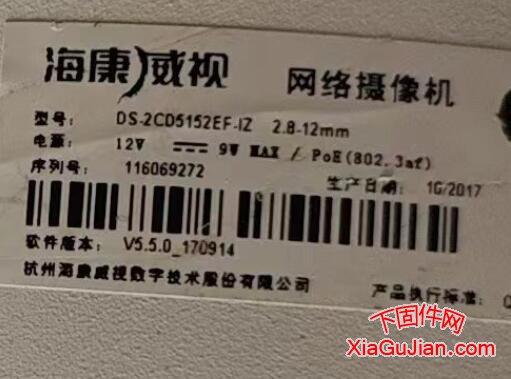 海康威视 网络摄像机
型号: DS-2CD5152EF-IZ 2.8-12mm
电源: 12V ⎓ 9W MAX / PoE(802.3af)
序列号: 116069272 生产日期: 10/2017
软件版本: V5.5.0_170914
杭州海康威视数字技术股份有限公司 产品执行标准:
下固件网
XiaGuJian.com